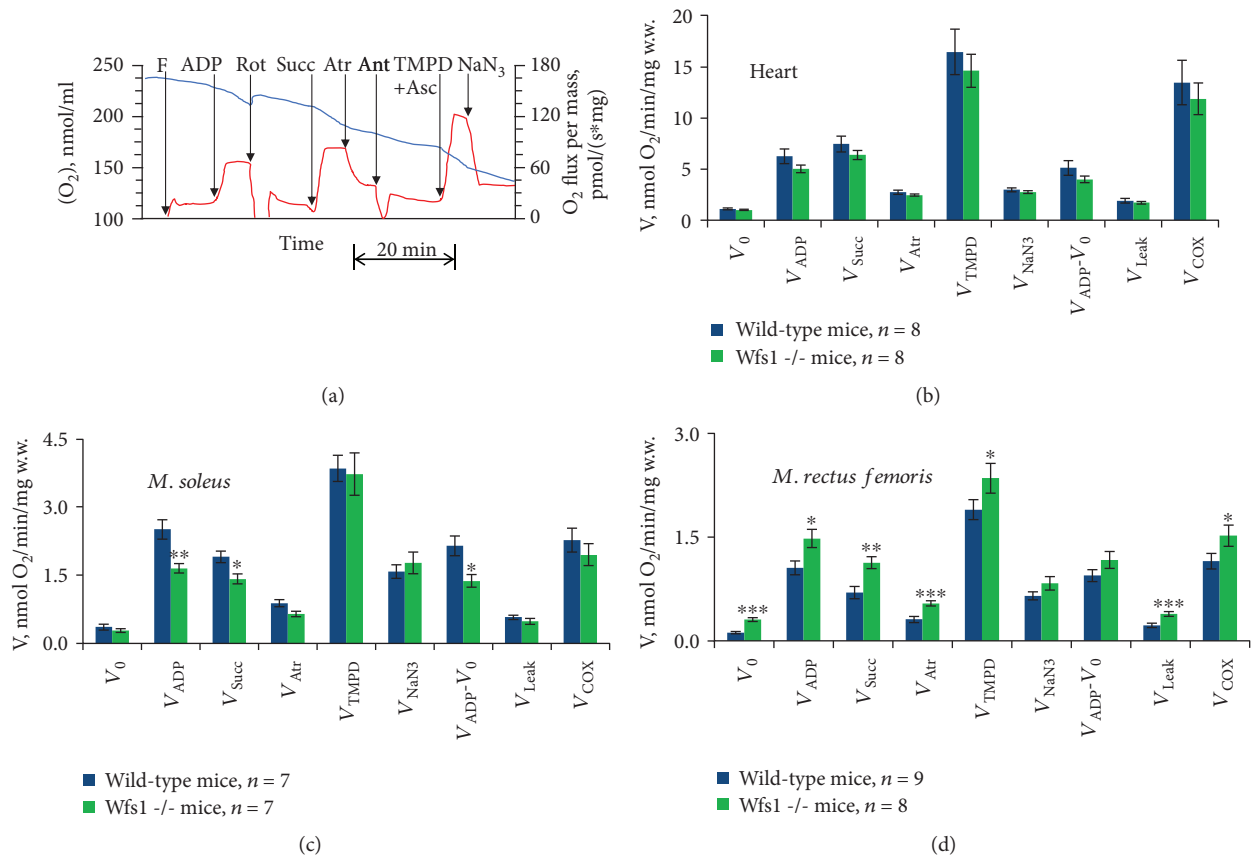 F ADP Rot Succ Atr Ant TMPD NaN3
+Asc
250
200
150
100
(O2), nmol/ml
180
120
60
0
O2 flux per mass,
pmol/(s*mg)
Time
20 min
(a)
20
15
10
5
0
V, nmol O2/min/mg w.w.
Heart
V0 VADP VSucc VAtr VTMPD VNaN3 VADP-V0 VLeak VCOX
Wild-type mice, n = 8
Wfs1 -/- mice, n = 8
(b)
4.5
3.0
1.5
0.0
V, nmol O2/min/mg w.w.
M. soleus
** * *
V0 VADP VSucc VAtr VTMPD VNaN3 VADP-V0 VLeak VCOX
Wild-type mice, n = 7
Wfs1 -/- mice, n = 7
(c)
3.0
1.5
1.0
0.0
V, nmol O2/min/mg w.w.
M. rectus femoris
*** * ** *** * *** *
V0 VADP VSucc VAtr VTMPD VNaN3 VADP-V0 VLeak VCOX
Wild-type mice, n = 9
Wfs1 -/- mice, n = 8
(d)